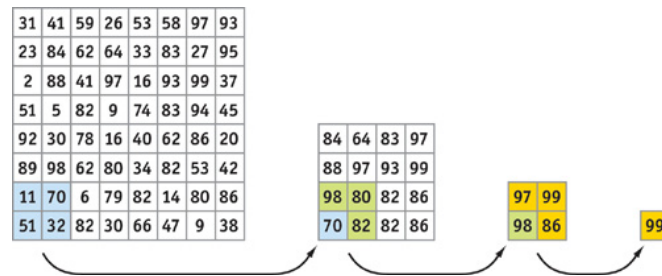 31 41 59 26 53 58 97 93
23 84 62 64 33 83 27 95
2 88 41 97 16 93 99 37
51 5 82 9 74 83 94 45
92 30 78 16 40 62 86 20
89 98 62 80 34 82 53 42
11 70 6 79 82 14 80 86
51 32 82 30 66 47 9 38
84 64 83 97
88 97 93 99
98 80 82 86
70 82 82 86
97 99
98 86
99